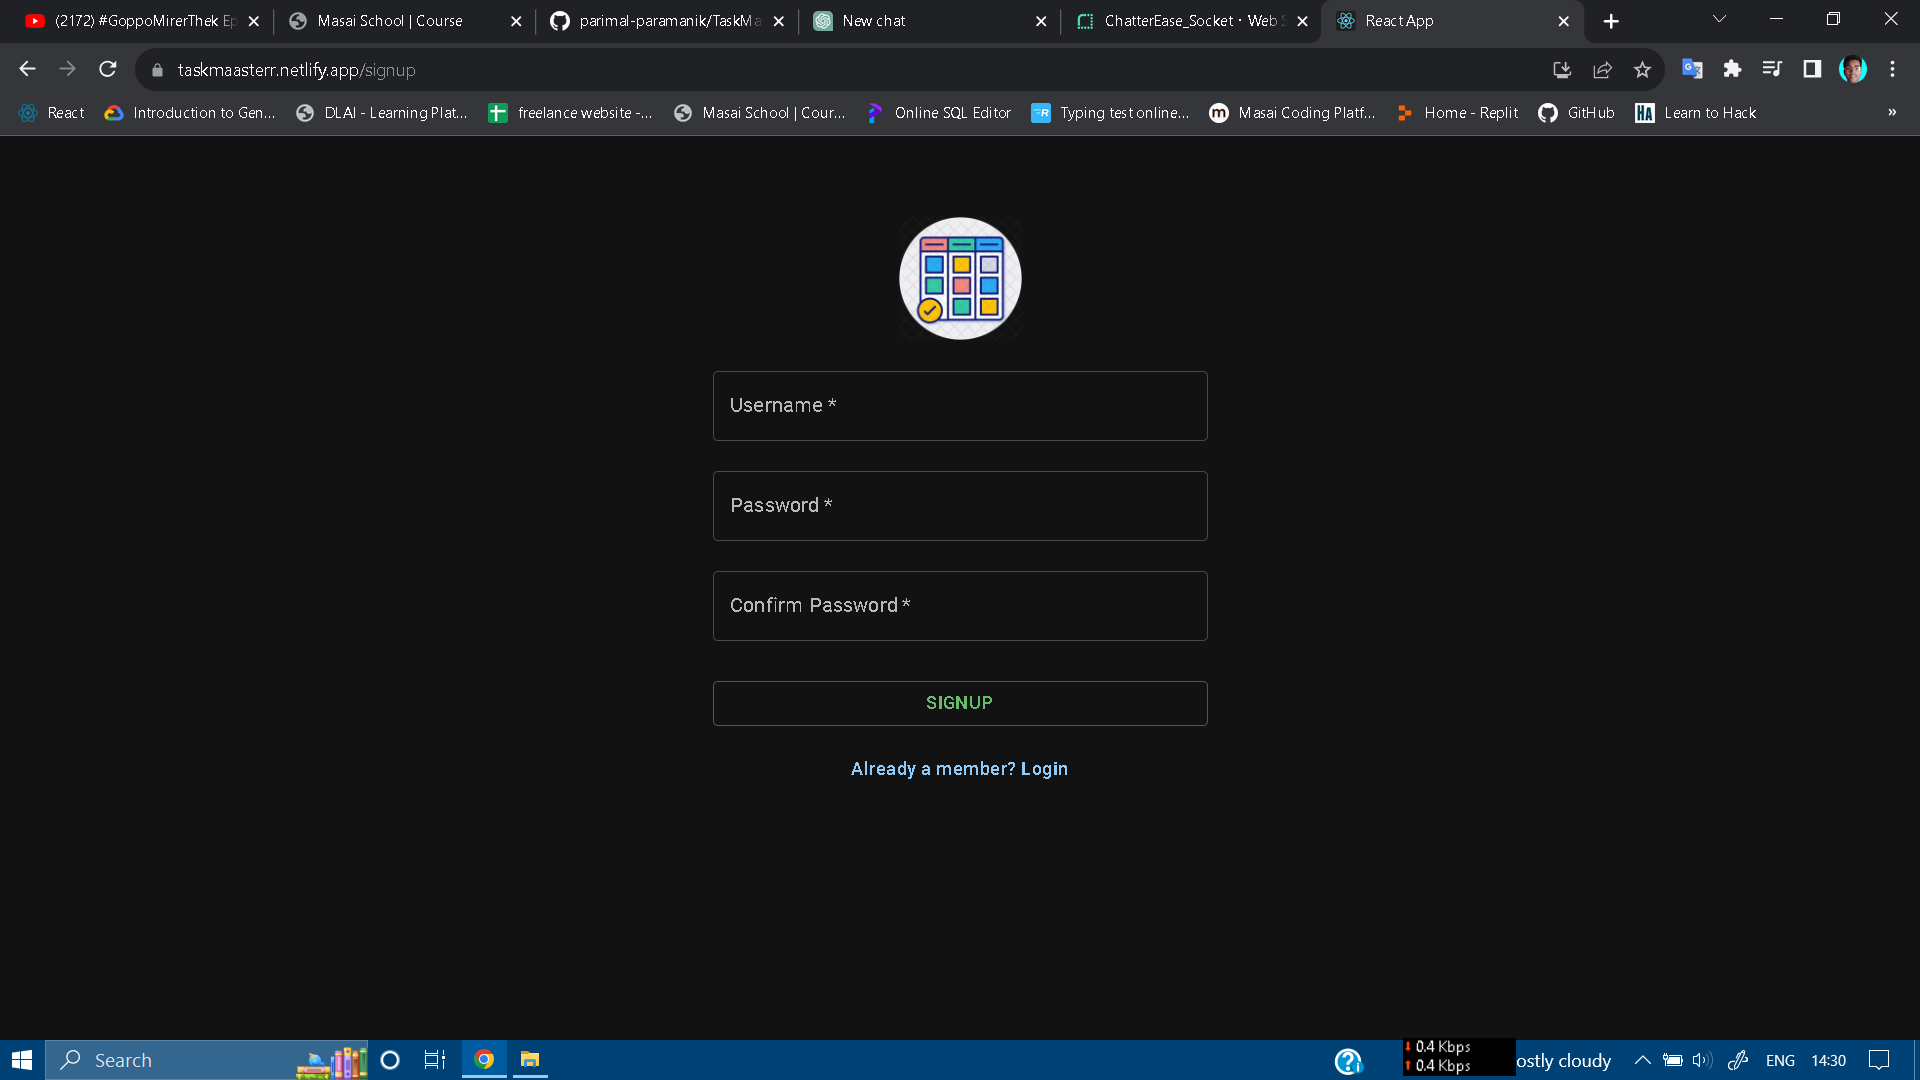 (2172) #GoppoMirerThek Ep
Masai School | Course
parimal-paramanik/TaskMa
New chat
ChatterEase_Socket · Web S
React App
taskmaasterr.netlify.app/signup
React
Introduction to Gen...
DLAI - Learning Plat...
freelance website -...
Masai School | Cour...
Online SQL Editor
Typing test online...
Masai Coding Platf...
Home - Replit
GitHub
HA
Learn to Hack
»
Username *
Password *
Confirm Password *
SIGNUP
Already a member? Login
Search
0.4 Kbps
0.4 Kbps
ostly cloudy
ENG
14:30